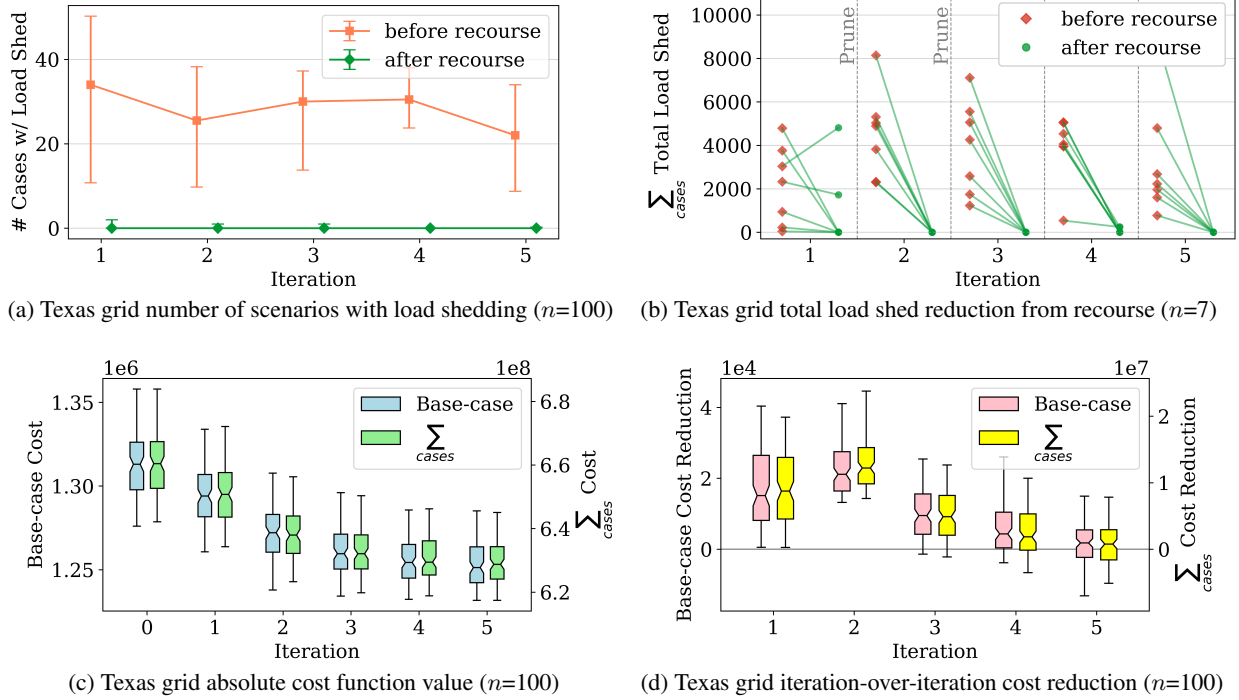 # Cases w/ Load Shed
40
20
0
before recourse
after recourse
1 2 3 4 5
Iteration
(a) Texas grid number of scenarios with load shedding (n=100)
∑ cases Total Load Shed
10000
8000
6000
4000
2000
0
Prune
Prune
before recourse
after recourse
1 2 3 4 5
Iteration
(b) Texas grid total load shed reduction from recourse (n=7)
1e6
1e8
Base-case Cost
1.35
1.30
1.25
Base-case
∑ cases
6.8
6.6
6.4
6.2
∑ cases Cost
0 1 2 3 4 5
Iteration
(c) Texas grid absolute cost function value (n=100)
1e4
1e7
Base-case Cost Reduction
4
2
0
Base-case
∑ cases
2
1
0
∑ cases Cost Reduction
1 2 3 4 5
Iteration
(d) Texas grid iteration-over-iteration cost reduction (n=100)